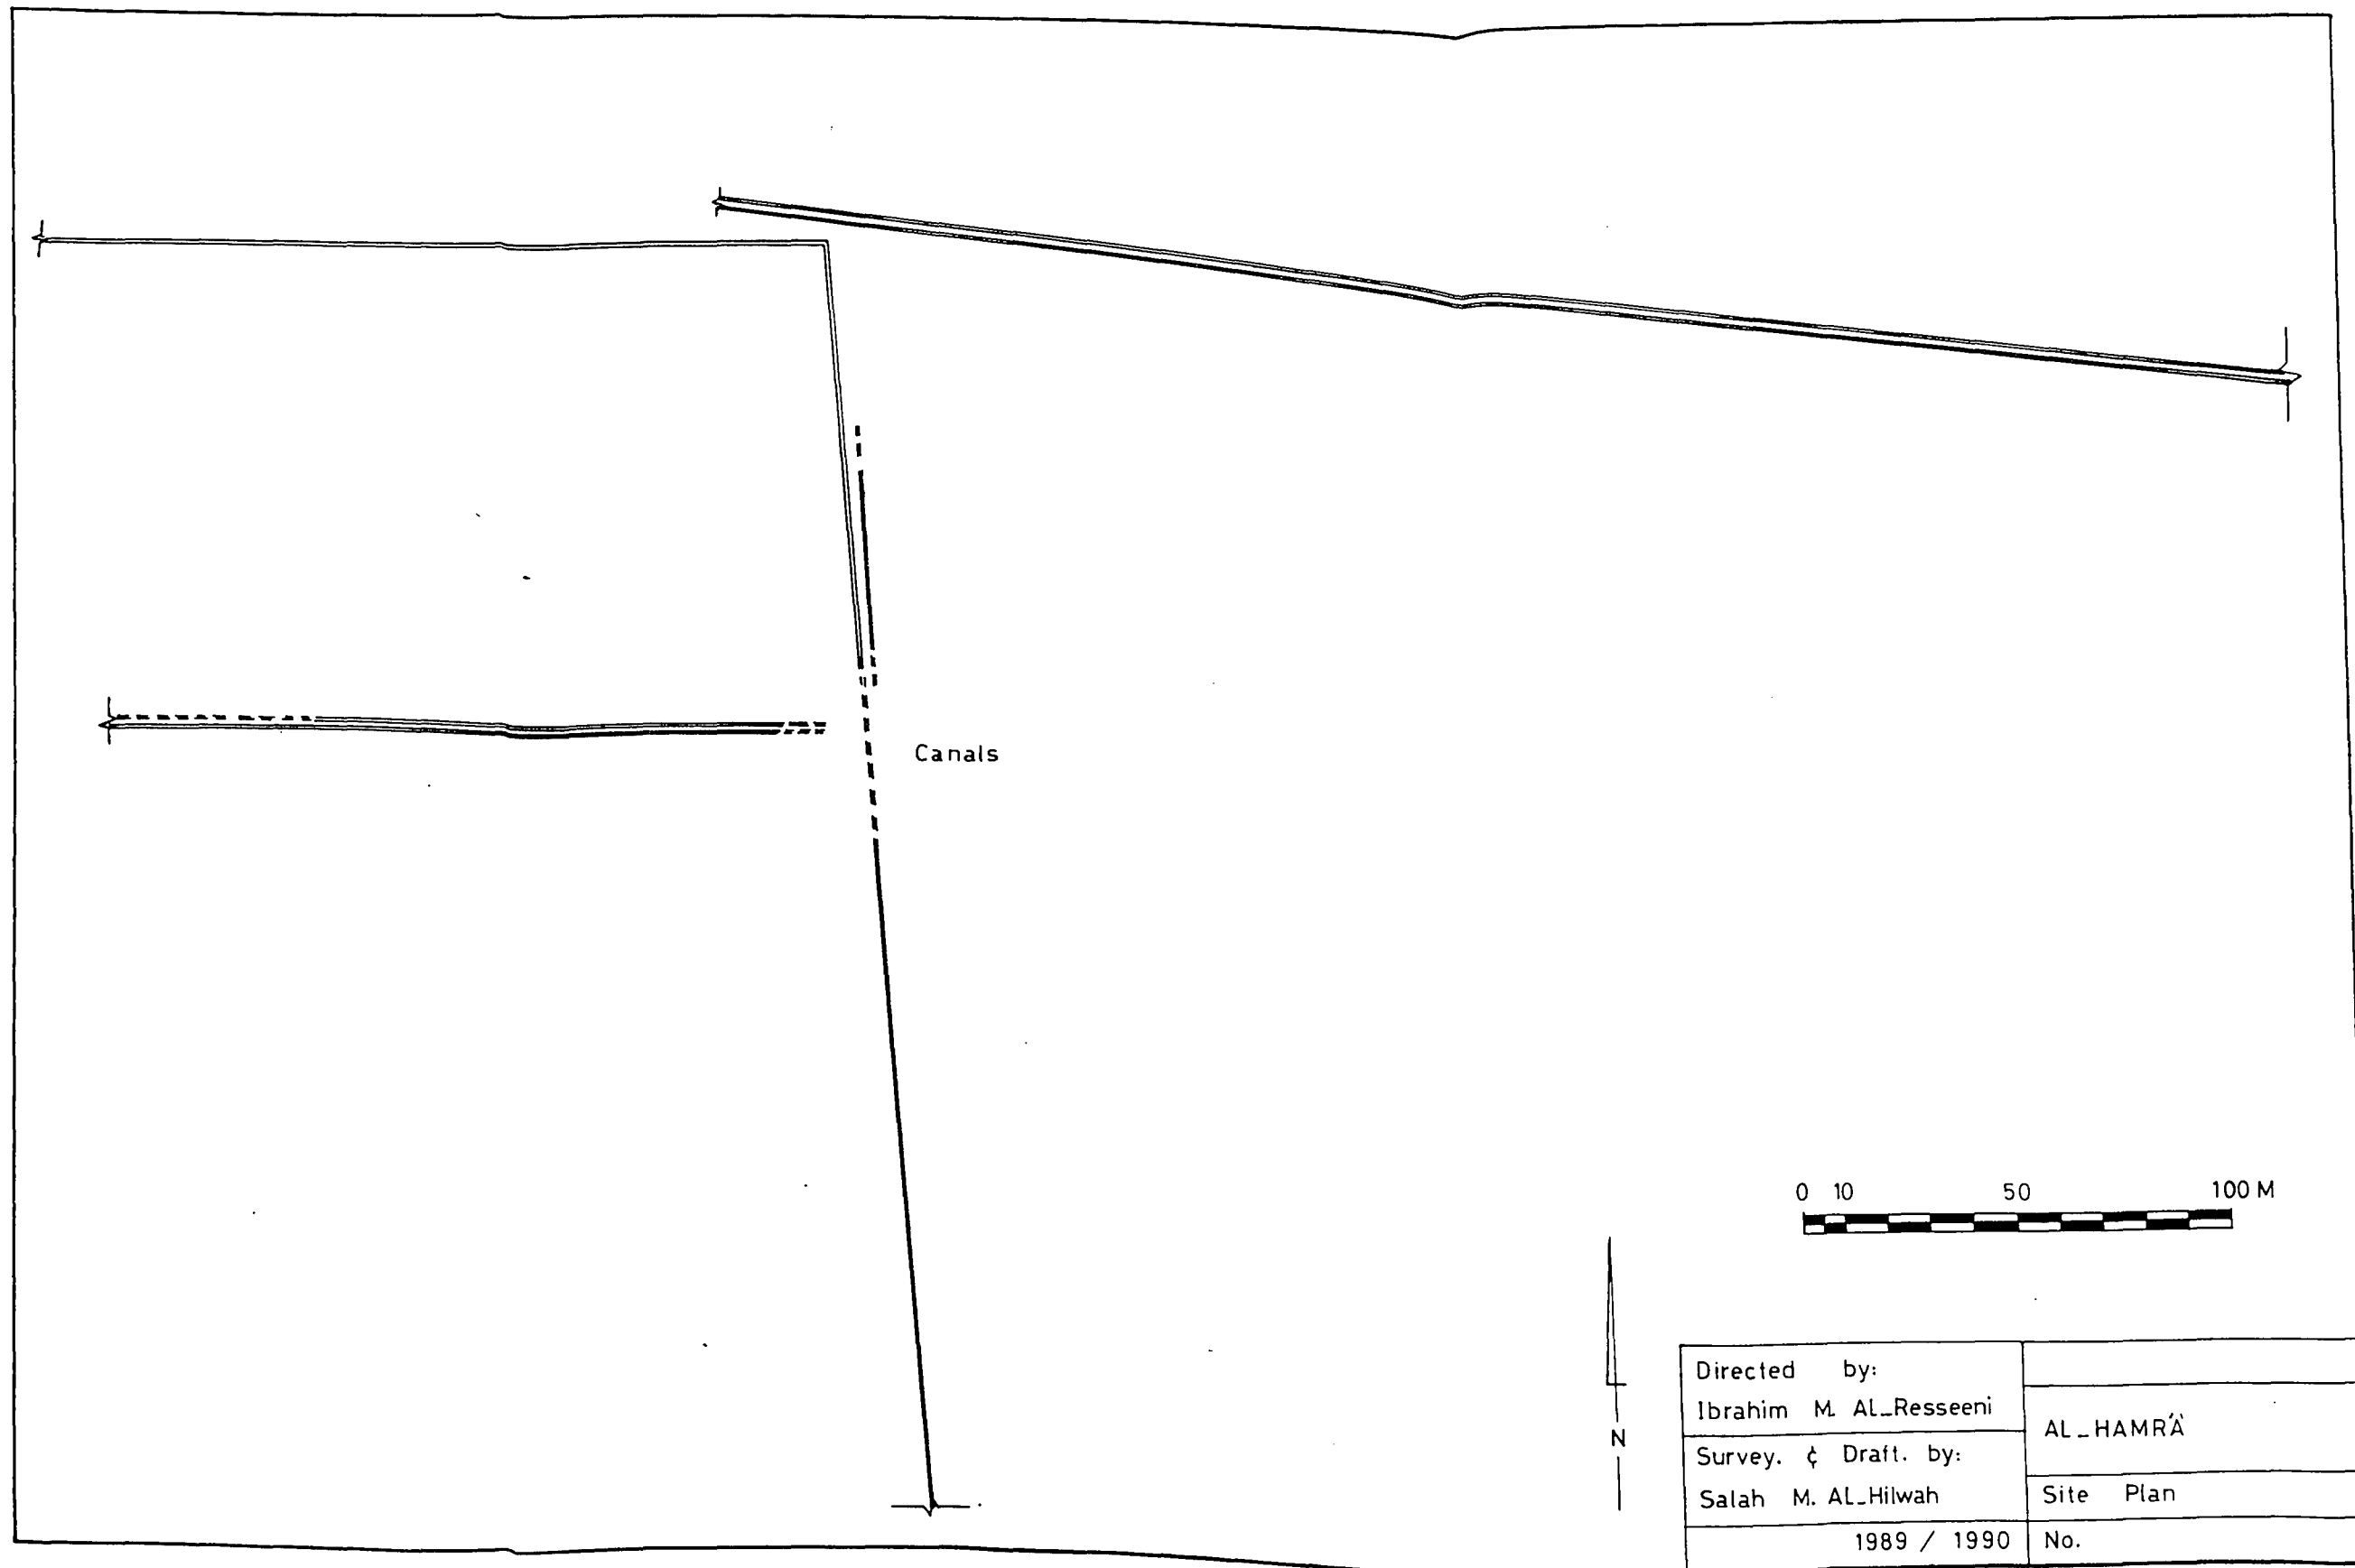 Canals
0 10 50 100 M
N
Directed by:
Ibrahim M. AL_Resseeni
Survey. & Draft. by:
Salah M. AL_Hilwah
1989 / 1990
AL_HAMRÁ'
Site Plan
No.